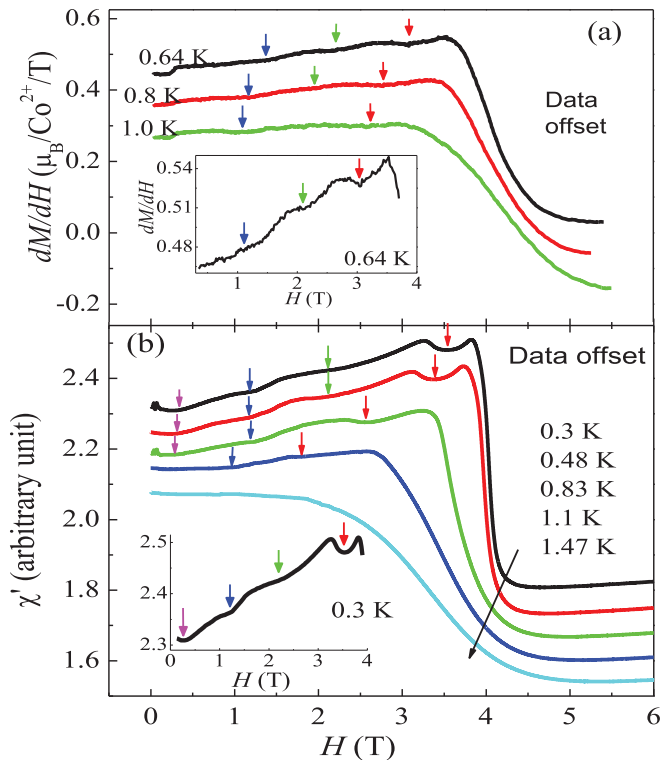 (a)
0.6
0.4
0.2
0.0
-0.2
dM/dH (μB/Co2+/T)
0.64 K
0.8 K
1.0 K
Data
offset
0.54
0.51
0.48
dM/dH
1 2 3 4
H (T)
0.64 K
(b)
Data offset
2.4
2.2
2.0
1.8
1.6
χ' (arbitrary unit)
0.3 K
0.48 K
0.83 K
1.1 K
1.47 K
2.5
2.4
2.3
0.3 K
0 1 2 3 4
H (T)
0 1 2 3 4 5 6
H (T)